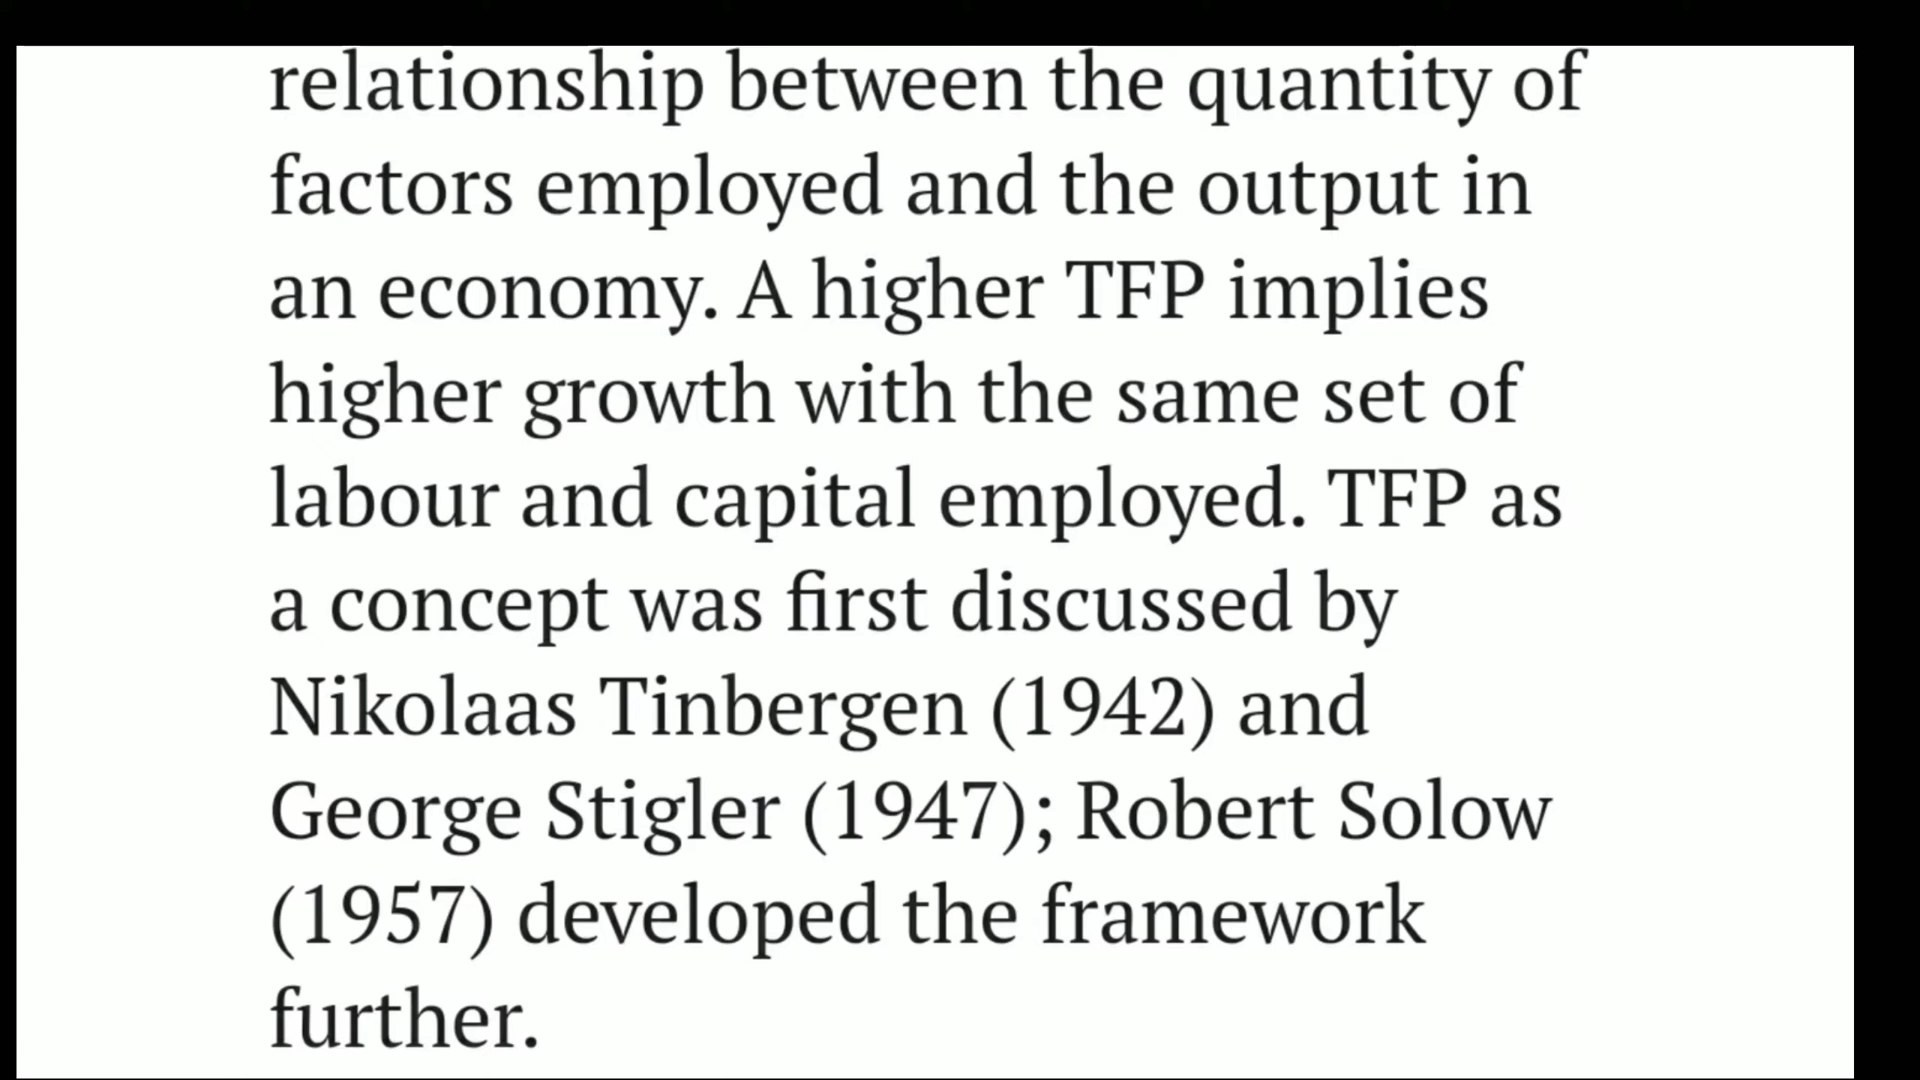 relationship between the quantity of
factors employed and the output in
an economy. A higher TFP implies
higher growth with the same set of
labour and capital employed. TFP as
a concept was first discussed by
Nikolaas Tinbergen (1942) and
George Stigler (1947); Robert Solow
(1957) developed the framework
further.